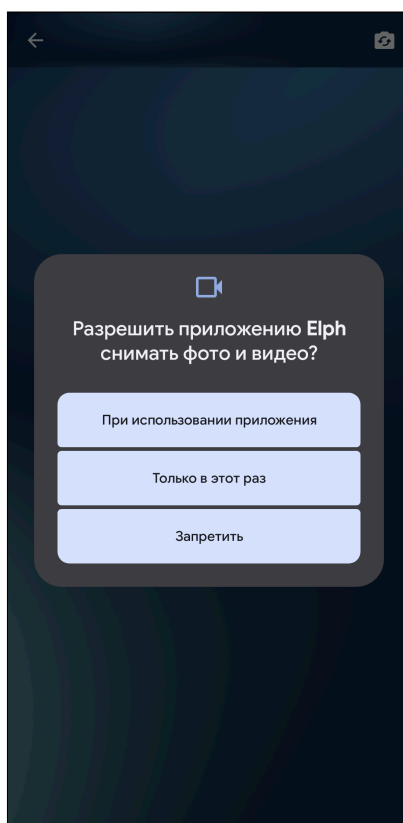 Разрешить приложению Elph
снимать фото и видео?
При использовании приложения
Только в этот раз
Запретить